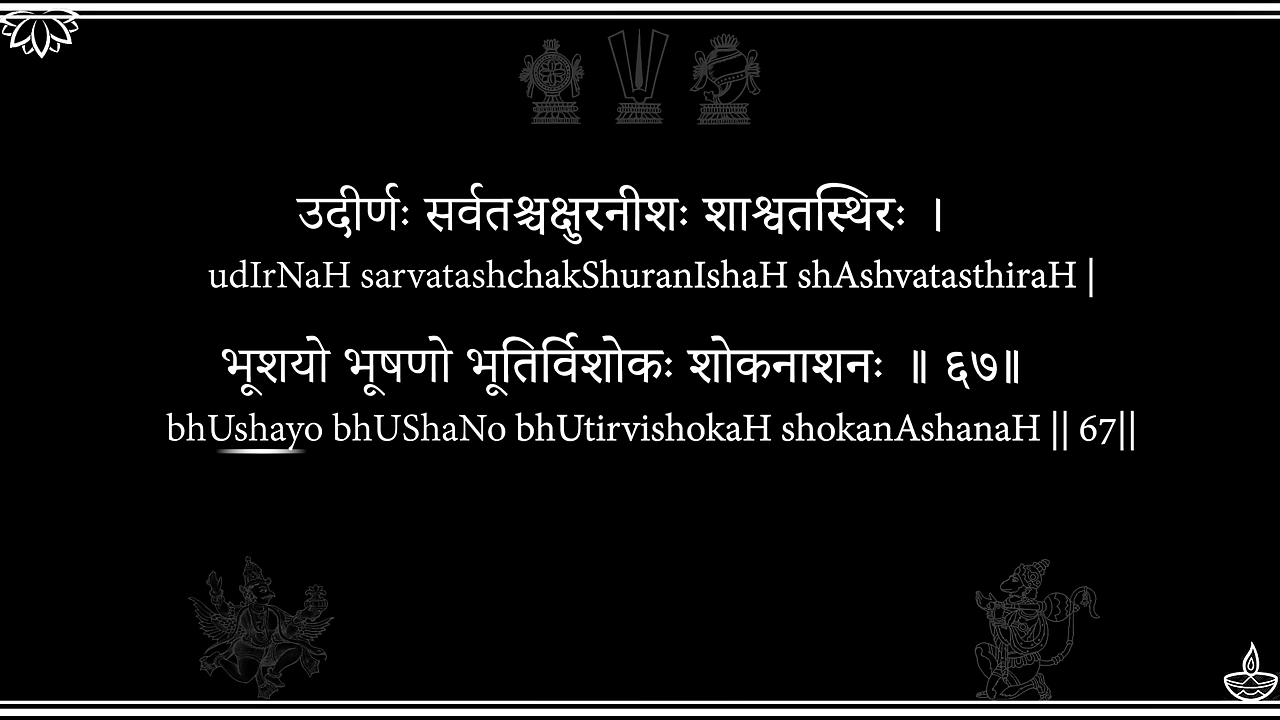 उदीर्णः सर्वतश्चक्षुरनीशः शाश्वतस्थिरः ।
udIrNaH sarvatashchakShuranIshaH shAshvatasthiraH |
भूशयो भूषणो भूतिर्विशोकः शोकनाशनः ॥ ६७॥
bhUshayo bhUShaNo bhUtirvishokaH shokanAshanaH || 67||